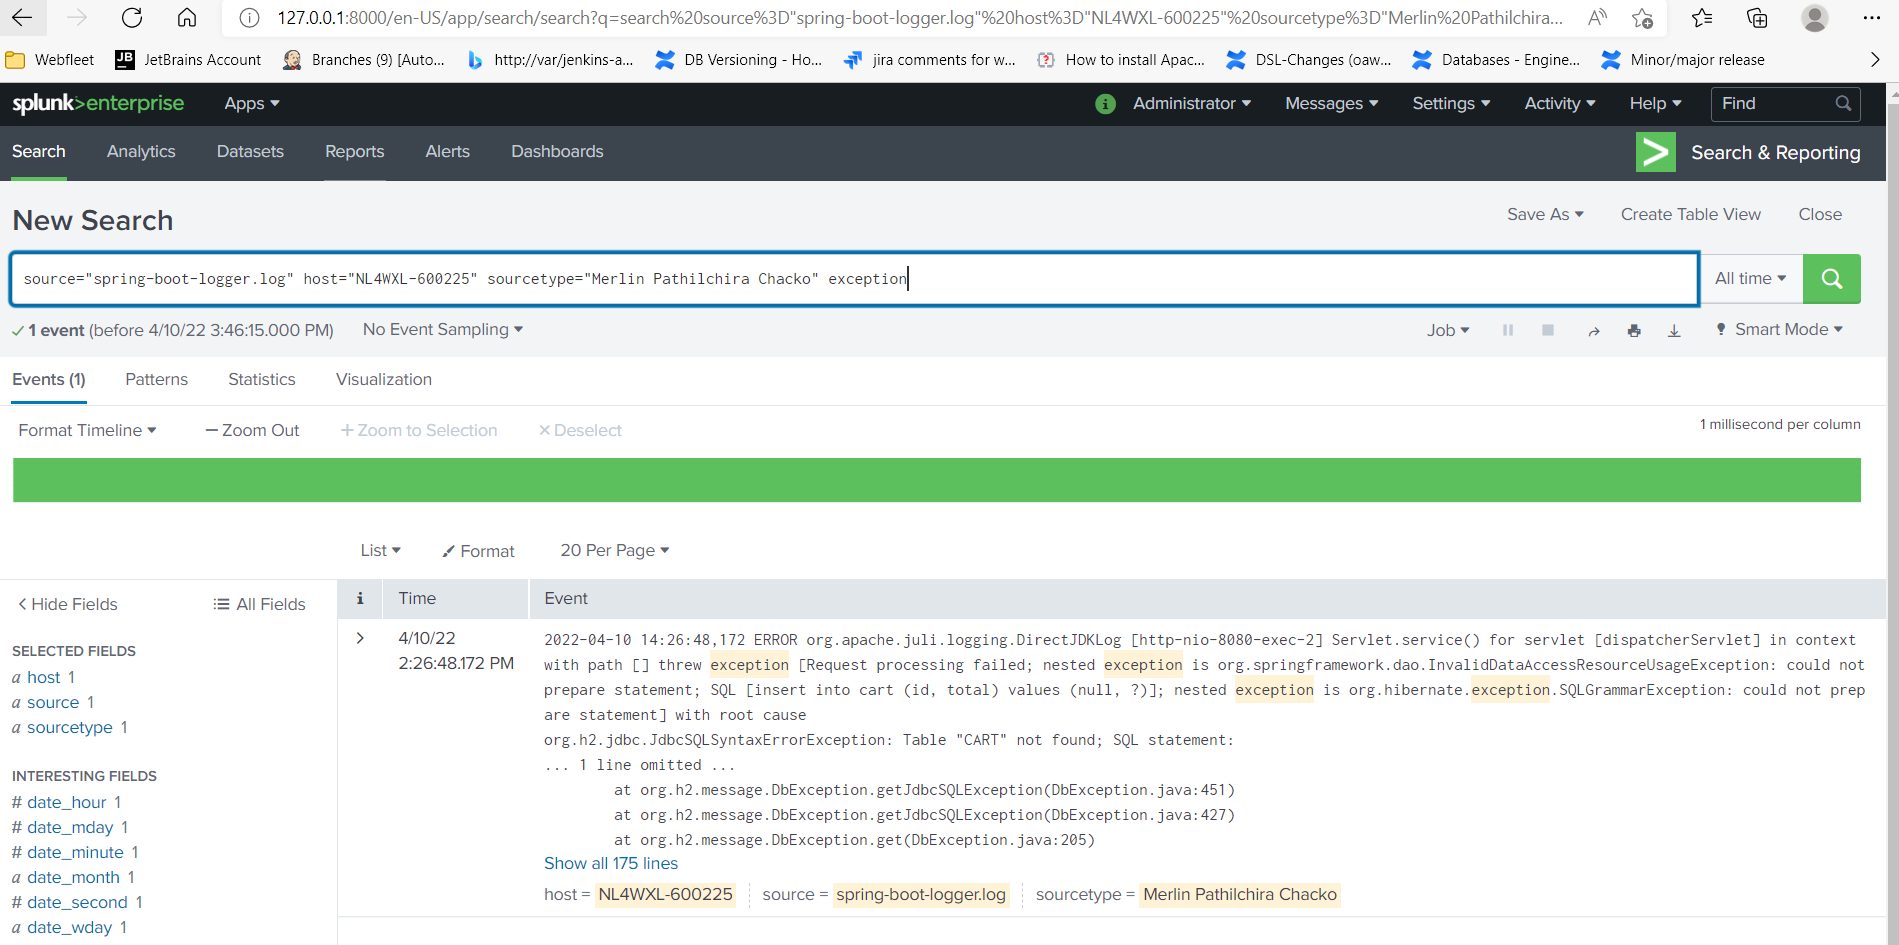 127.0.0.1:8000/en-US/app/search/search?q=search%20source%3D"spring-boot-logger.log"%20host%3D"NL4WXL-600225"%20sourcetype%3D"Merlin%20Pathilchira...
Webfleet JB JetBrains Account Branches (9) [Auto... http://var/jenkins-a... DB Versioning - Ho... jira comments for w... How to install Apac... DSL-Changes (oaw... Databases - Engine... Minor/major release
splunk>enterprise Apps Administrator Messages Settings Activity Help Find
Search Analytics Datasets Reports Alerts Dashboards Search & Reporting
New Search Save As Create Table View Close
source="spring-boot-logger.log" host="NL4WXL-600225" sourcetype="Merlin Pathilchira Chacko" exception All time
1 event (before 4/10/22 3:46:15.000 PM) No Event Sampling Job Smart Mode
Events (1) Patterns Statistics Visualization
Format Timeline — Zoom Out + Zoom to Selection × Deselect 1 millisecond per column
List Format 20 Per Page
< Hide Fields All Fields i Time Event
SELECTED FIELDS
a host 1
a source 1
a sourcetype 1
INTERESTING FIELDS
# date_hour 1
# date_mday 1
# date_minute 1
a date_month 1
# date_second 1
a date_wday 1
> 4/10/22
2:26:48.172 PM
2022-04-10 14:26:48,172 ERROR org.apache.juli.logging.DirectJDKLog [http-nio-8080-exec-2] Servlet.service() for servlet [dispatcherServlet] in context
with path [] threw exception [Request processing failed; nested exception is org.springframework.dao.InvalidDataAccessResourceUsageException: could not
prepare statement; SQL [insert into cart (id, total) values (null, ?)]; nested exception is org.hibernate.exception.SQLGrammarException: could not prep
are statement] with root cause
org.h2.jdbc.JdbcSQLSyntaxErrorException: Table "CART" not found; SQL statement:
... 1 line omitted ...
at org.h2.message.DbException.getJdbcSQLException(DbException.java:451)
at org.h2.message.DbException.getJdbcSQLException(DbException.java:427)
at org.h2.message.DbException.get(DbException.java:205)
Show all 175 lines
host = NL4WXL-600225 source = spring-boot-logger.log sourcetype = Merlin Pathilchira Chacko